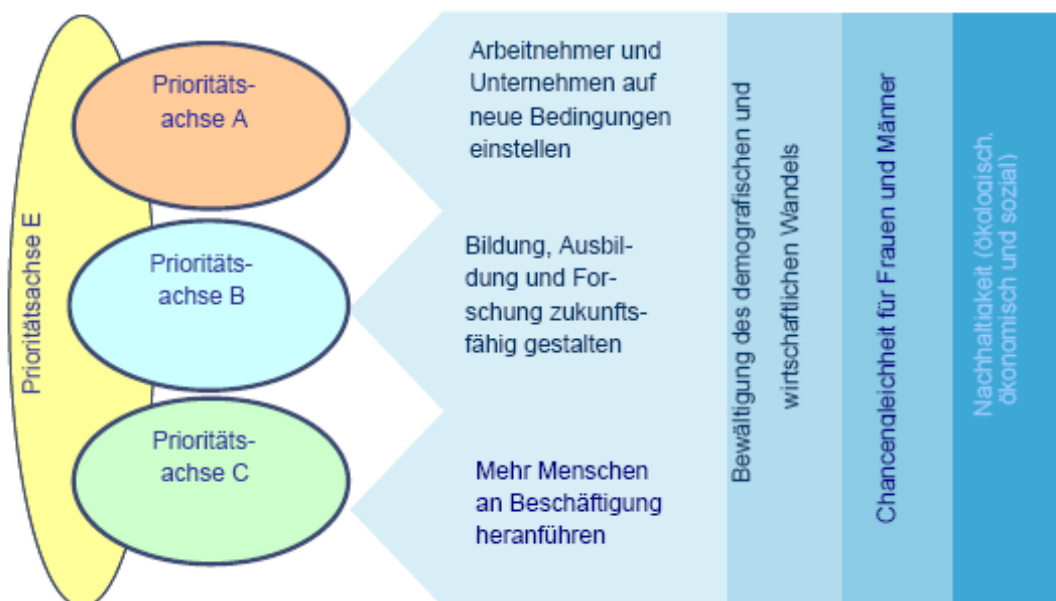 Prioritätsachse E
Prioritäts-
achse A
Prioritäts-
achse B
Prioritäts-
achse C
Arbeitnehmer und
Unternehmen auf
neue Bedingungen
einstellen
Bildung, Ausbil-
dung und For-
schung zukunfts-
fähig gestalten
Mehr Menschen
an Beschäftigung
heranführen
Bewältigung des demografischen und
wirtschaftlichen Wandels
Chancengleichheit für Frauen und Männer
Nachhaltigkeit (ökologisch,
ökonomisch und sozial)